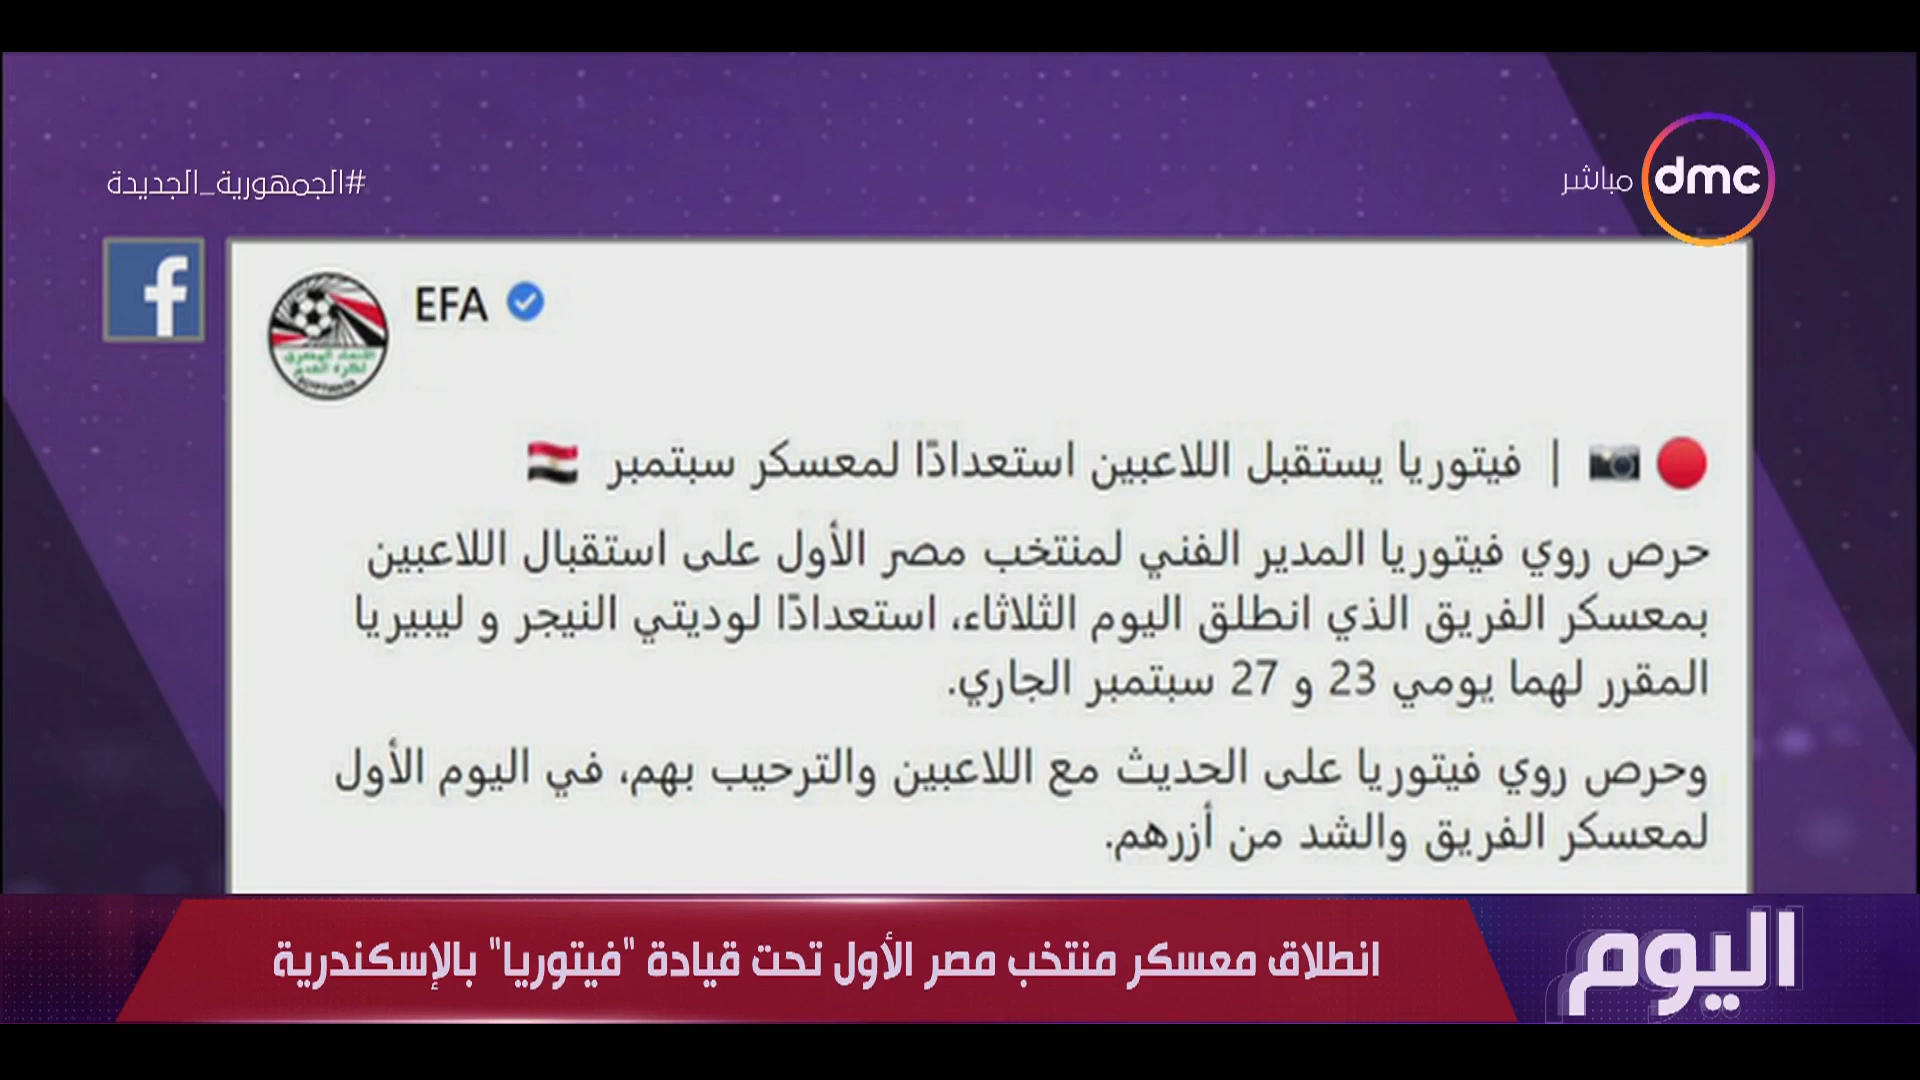 #الجمهورية_الجديدة
مباشر
dmc
f
EFA
| فيتوريا يستقبل اللاعبين استعدادًا لمعسكر سبتمبر
حرص روي فيتوريا المدير الفني لمنتخب مصر الأول على استقبال اللاعبين
بمعسكر الفريق الذي انطلق اليوم الثلاثاء، استعدادًا لوديتي النيجر و ليبيريا
المقرر لهما يومي 23 و 27 سبتمبر الجاري.
وحرص روي فيتوريا على الحديث مع اللاعبين والترحيب بهم، في اليوم الأول
لمعسكر الفريق والشد من أزرهم.
انطلاق معسكر منتخب مصر الأول تحت قيادة "فيتوريا" بالإسكندرية
اليوم